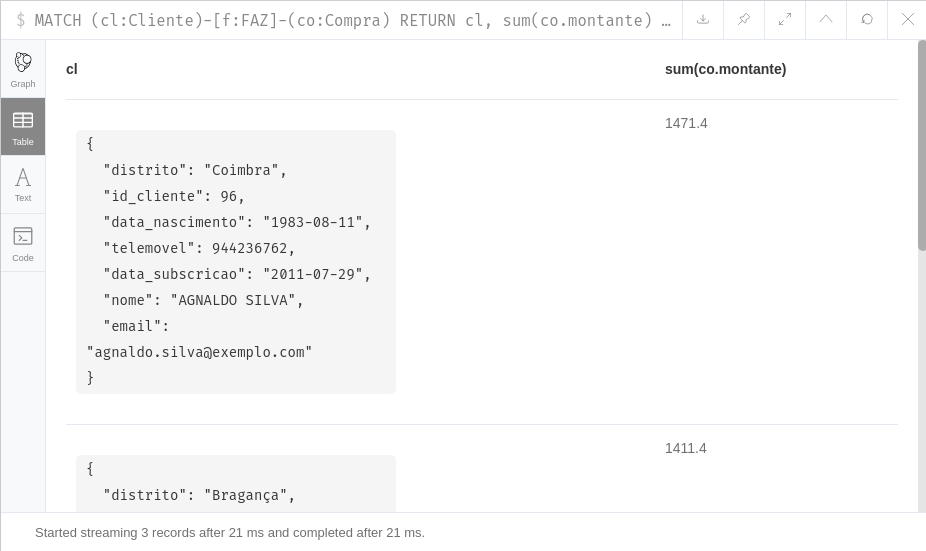 $ MATCH (cl:Cliente)-[f:FAZ]-(co:Compra) RETURN cl, sum(co.montante) …
Graph
Table
Text
Code
cl sum(co.montante)
1471.4
{
"distrito": "Coimbra",
"id_cliente": 96,
"data_nascimento": "1983-08-11",
"telemovel": 944236762,
"data_subscricao": "2011-07-29",
"nome": "AGNALDO SILVA",
"email":
"agnaldo.silva@exemplo.com"
}
1411.4
{
"distrito": "Bragança",
Started streaming 3 records after 21 ms and completed after 21 ms.